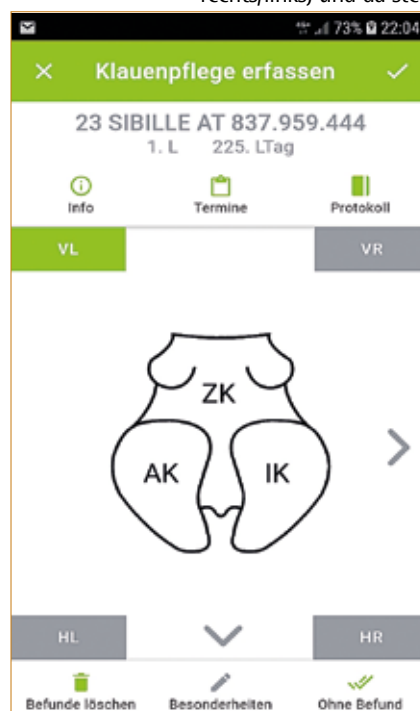 73% 22:04
Klauenpflege erfassen
23 SIBILLE AT 837.959.444
1. L 225. LTag
Info Termine Protokoll
VL VR
ZK
AK IK
HL HR
Befunde löschen Besonderheiten Ohne Befund